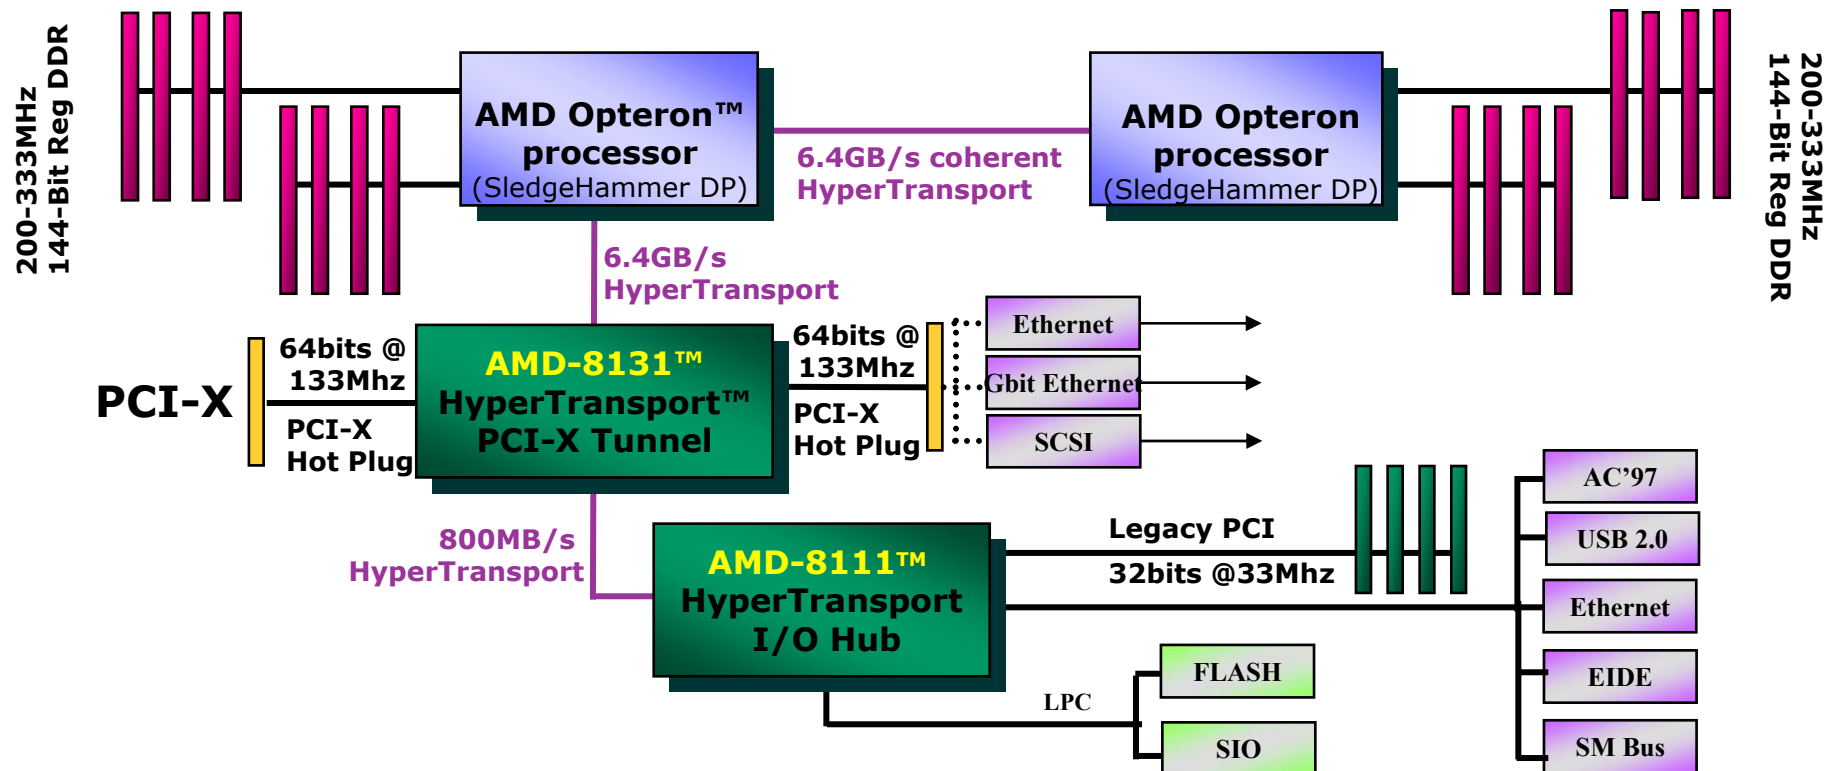 200-333MHz
144-Bit Reg DDR
AMD Opteron™
processor
(SledgeHammer DP)
6.4GB/s coherent
HyperTransport
AMD Opteron
processor
(SledgeHammer DP)
200-333MHz
144-Bit Reg DDR
6.4GB/s
HyperTransport
PCI-X
64bits @
133Mhz
PCI-X
Hot Plug
AMD-8131™
HyperTransport™
PCI-X Tunnel
64bits @
133Mhz
PCI-X
Hot Plug
Ethernet
Gbit Ethernet
SCSI
800MB/s
HyperTransport
AMD-8111™
HyperTransport
I/O Hub
Legacy PCI
32bits @33Mhz
AC’97
USB 2.0
Ethernet
EIDE
SM Bus
LPC
FLASH
SIO